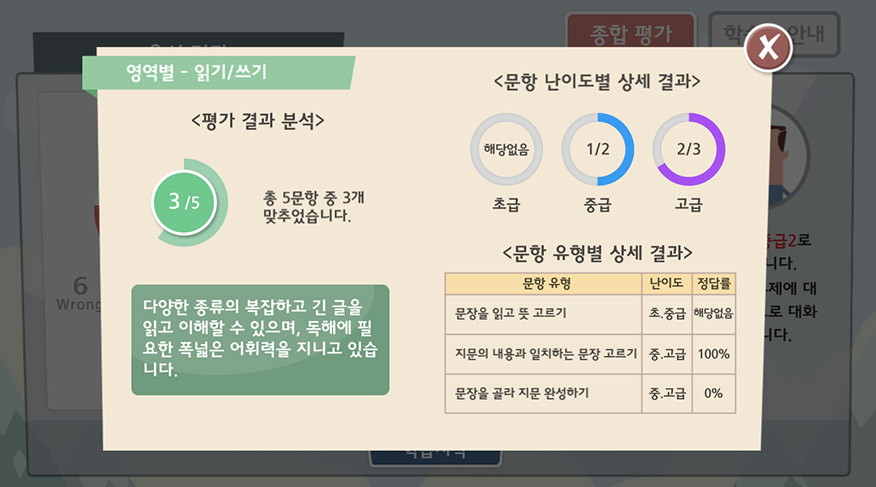 종합 평가
안내
영역별 - 읽기/쓰기
<평가 결과 분석>
3 /5
총 5문항 중 3개
맞추었습니다.
다양한 종류의 복잡하고 긴 글을
읽고 이해할 수 있으며, 독해에 필
요한 폭넓은 어휘력을 지니고 있습
니다.
<문항 난이도별 상세 결과>
해당없음
1/2
2/3
초급
중급
고급
<문항 유형별 상세 결과>
문항 유형 난이도 정답률
문장을 읽고 뜻 고르기 초.중급 해당없음
지문의 내용과 일치하는 문장 고르기 중.고급 100%
문장을 골라 지문 완성하기 중.고급 0%
6
Wrong
중급2로
니다.
제에 대
로 대화
니다.